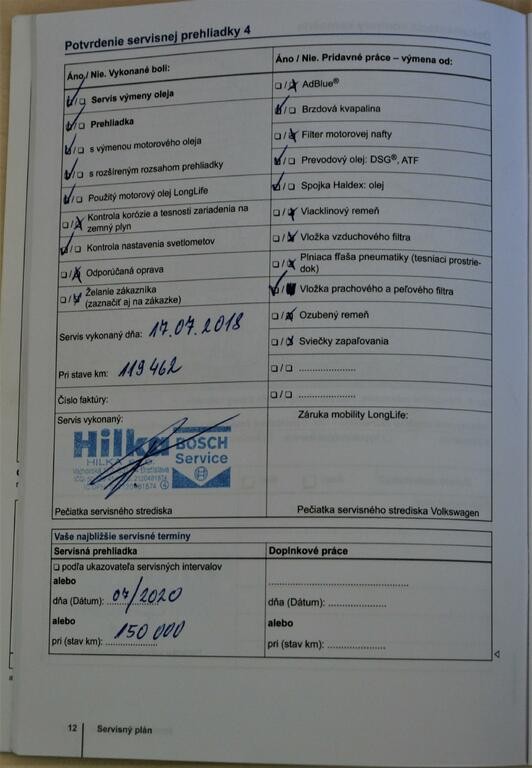 Potvrdenie servisnej prehliadky 4
Áno / Nie. Vykonané boli:
☑/☐ Servis výmeny oleja
☑/☐ Prehliadka
☑/☐ s výmenou motorového oleja
☑/☐ s rozšíreným rozsahom prehliadky
☑/☐ Použitý motorový olej LongLife
☐/☑ Kontrola korózie a tesnosti zariadenia na
zemný plyn
☑/☐ Kontrola nastavenia svetlometov
☐/☑ Odporúčaná oprava
☐/☑ Želanie zákazníka
(zaznačiť aj na zákazke)
Servis vykonaný dňa: 17.07.2018
Pri stave km: 119 462
Číslo faktúry:
Servis vykonaný:
Hilka BOSCH
HILKA Service
Pečiatka servisného strediska
Áno / Nie. Prídavné práce – výmena od:
☐/☑ AdBlue®
☑/☐ Brzdová kvapalina
☐/☑ Filter motorovej nafty
☑/☐ Prevodový olej: DSG®, ATF
☑/☐ Spojka Haldex: olej
☐/☑ Viacklinový remeň
☐/☑ Vložka vzduchového filtra
☐/☑ Plniaca fľaša pneumatiky (tesniaci prostrie-
dok)
☑/☐ Vložka prachového a peľového filtra
☐/☑ Ozubený remeň
☐/☑ Sviečky zapaľovania
☐/☐ .....................
☐/☐ .....................
Záruka mobility LongLife:
Pečiatka servisného strediska Volkswagen
Vaše najbližšie servisné termíny
Servisná prehliadka
☐ podľa ukazovateľa servisných intervalov
alebo
dňa (Dátum): 07/2020
alebo
pri (stav km): 150 000
Doplnkové práce
.....................
dňa (Dátum): .....................
alebo
pri (stav km): .....................
12 Servisný plán